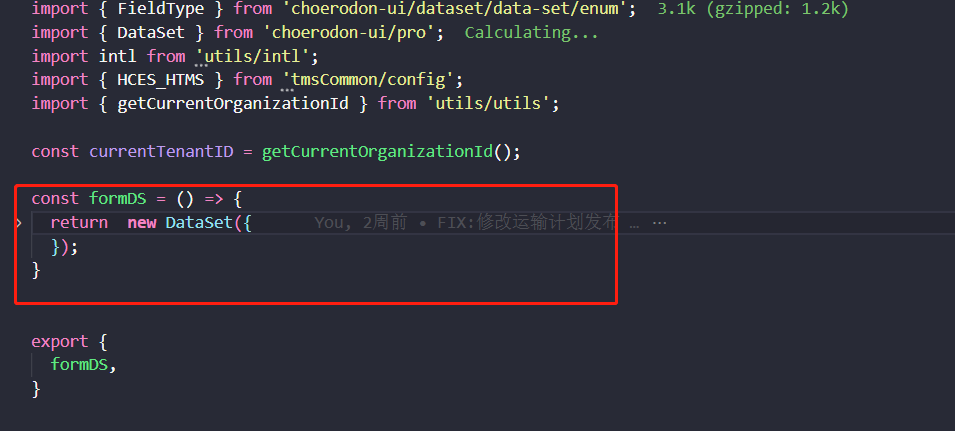 import { FieldType } from 'choerodon-ui/dataset/data-set/enum'; 3.1k (gzipped: 1.2k)
import { DataSet } from 'choerodon-ui/pro'; Calculating...
import intl from 'utils/intl';
import { HCES_HTMS } from 'tmsCommon/config';
import { getCurrentOrganizationId } from 'utils/utils';
const currentTenantID = getCurrentOrganizationId();
const formDS = () => {
return new DataSet({ You, 2周前 • FIX:修改运输计划发布 … ⋯
});
}
export {
formDS,
}